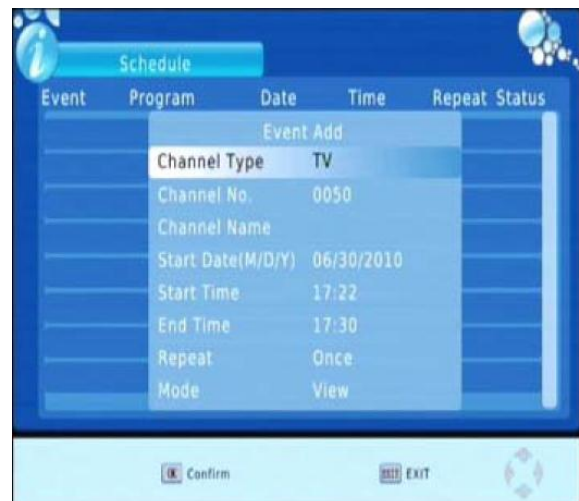 Schedule
Event Program Date Time Repeat Status
Event Add
Channel Type TV
Channel No. 0050
Channel Name
Start Date(M/D/Y) 06/30/2010
Start Time 17:22
End Time 17:30
Repeat Once
Mode View
OK Confirm EXIT EXIT